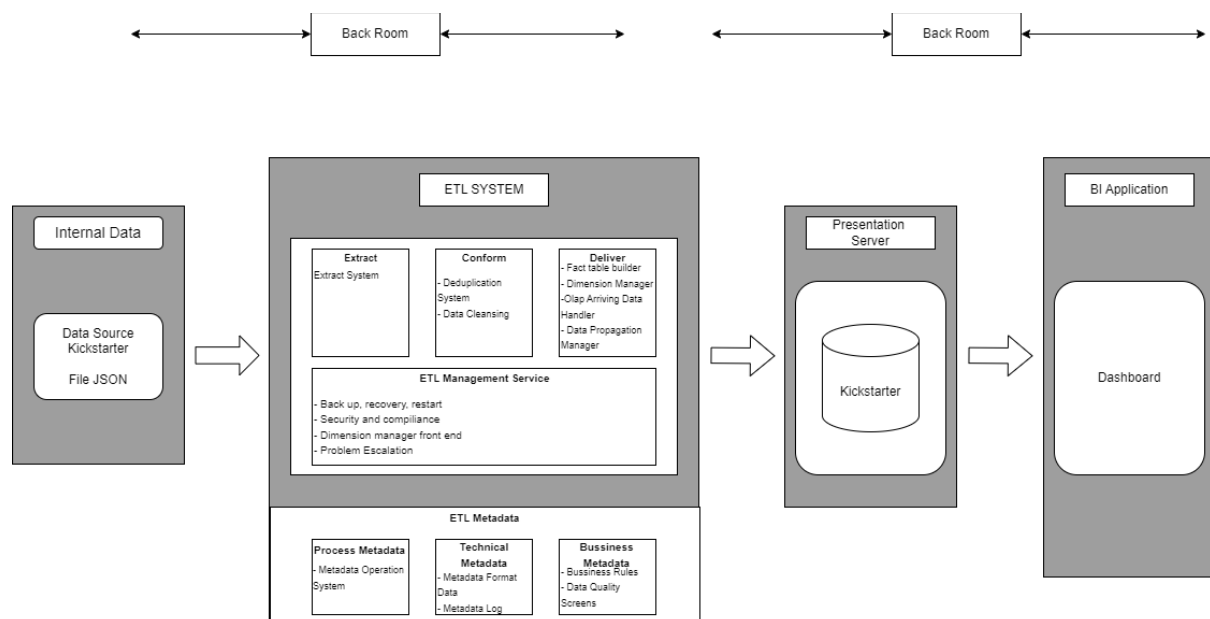 Back Room
Back Room
Internal Data
Data Source
Kickstarter
File JSON
ETL SYSTEM
Extract
Extract System
Conform
- Deduplication
System
- Data Cleansing
Deliver
- Fact table builder
- Dimension Manager
-Olap Arriving Data
Handler
- Data Propagation
Manager
ETL Management Service
- Back up, recovery, restart
- Security and compiliance
- Dimension manager front end
- Problem Escalation
ETL Metadata
Process Metadata
- Metadata Operation
System
Technical
Metadata
- Metadata Format
Data
- Metadata Log
Bussiness
Metadata
- Bussiness Rules
- Data Quality
Screens
Presentation
Server
Kickstarter
BI Application
Dashboard